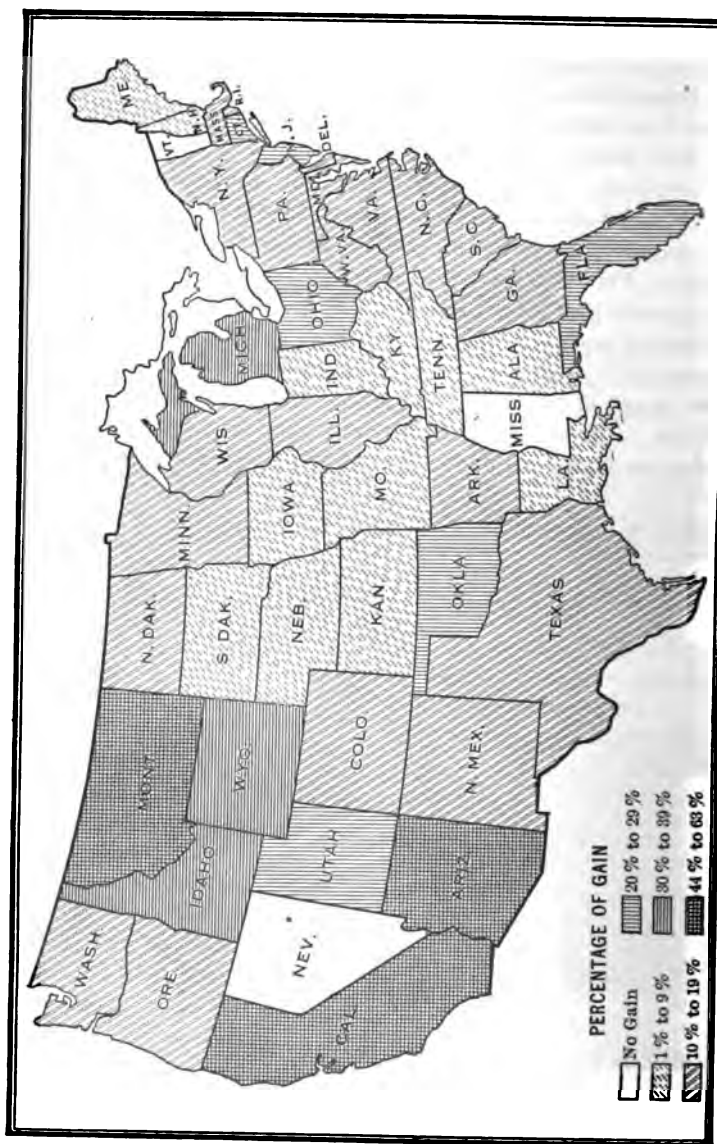 WASH.
ORE.
CAL.
NEV.
IDAHO
MONT.
WYO.
UTAH
COLO
ARIZ.
N. MEX.
N. DAK.
S. DAK.
NEB.
KAN
OKLA
TEXAS
MINN.
IOWA
MO.
ARK.
LA.
WIS
ILL.
MICH
IND
OHIO
KY
TENN.
MISS
ALA
GA.
FLA
S.C.
N.C.
VA.
W.VA.
MD.
DEL.
PA.
N.J.
N.Y.
VT.
N.H.
ME.
MASS
R.I.
PERCENTAGE OF GAIN
No Gain
1% to 9%
10% to 19%
20% to 29%
30% to 39%
44% to 63%